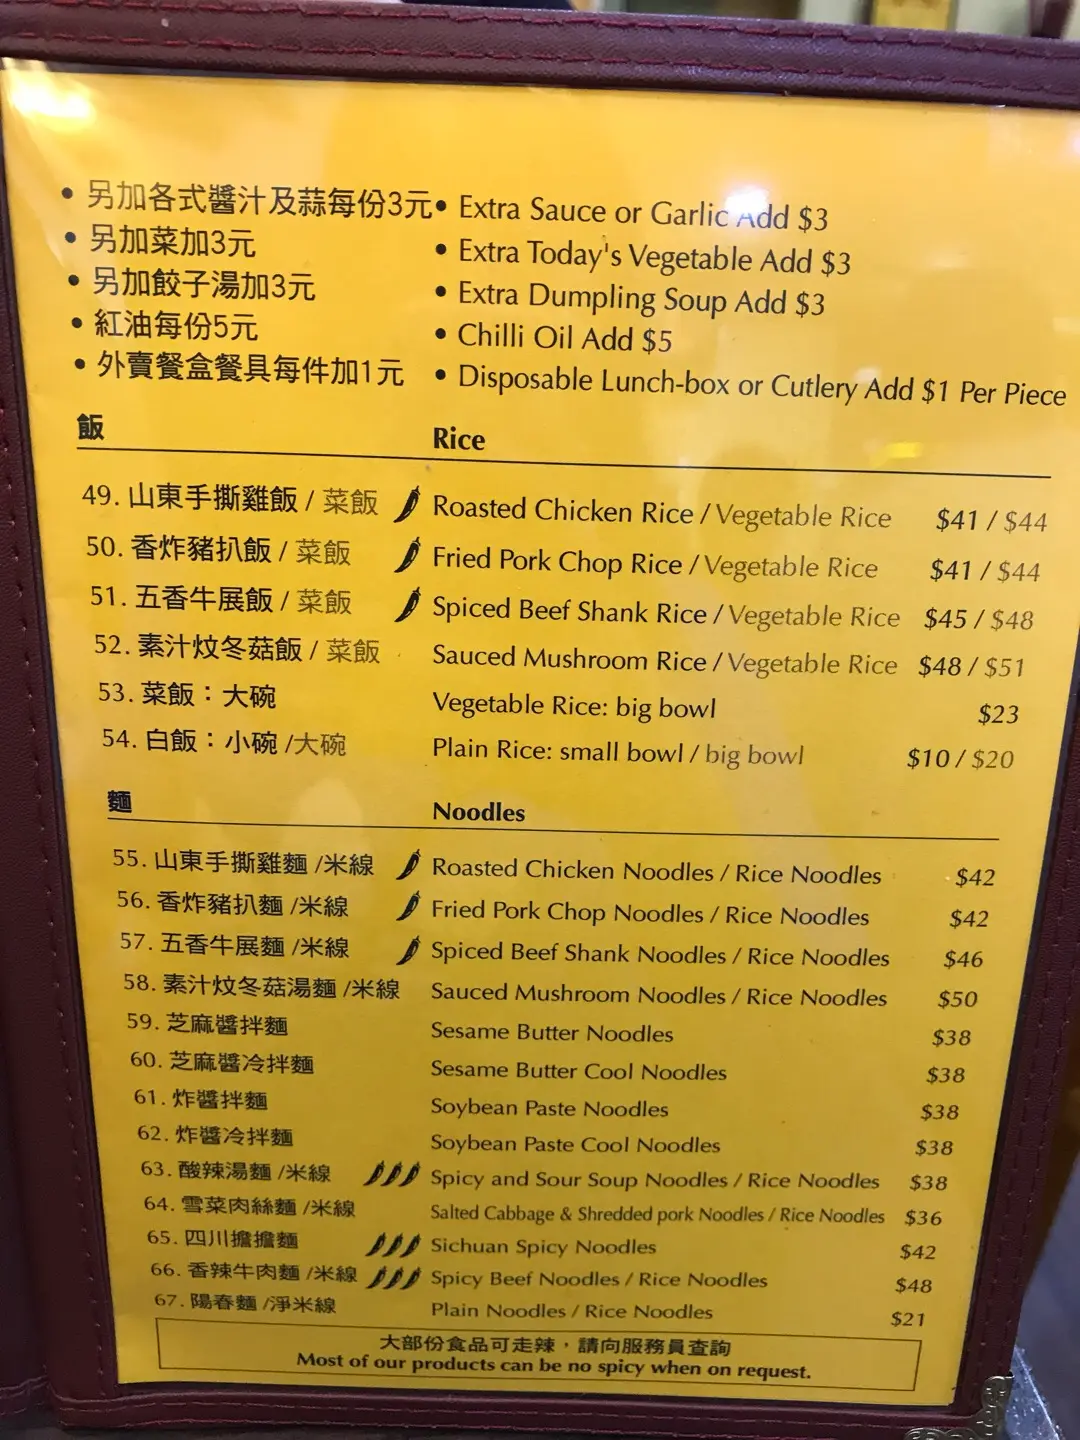 • 另加各式醬汁及蒜每份3元 • Extra Sauce or Garlic Add $3
• 另加菜加3元 • Extra Today's Vegetable Add $3
• 另加餃子湯加3元 • Extra Dumpling Soup Add $3
• 紅油每份5元 • Chilli Oil Add $5
• 外賣餐盒餐具每件加1元 • Disposable Lunch-box or Cutlery Add $1 Per Piece
飯 Rice
49. 山東手撕雞飯 / 菜飯 Roasted Chicken Rice / Vegetable Rice $41 / $44
50. 香炸豬扒飯 / 菜飯 Fried Pork Chop Rice / Vegetable Rice $41 / $44
51. 五香牛展飯 / 菜飯 Spiced Beef Shank Rice / Vegetable Rice $45 / $48
52. 素汁炆冬菇飯 / 菜飯 Sauced Mushroom Rice / Vegetable Rice $48 / $51
53. 菜飯：大碗 Vegetable Rice: big bowl $23
54. 白飯：小碗 /大碗 Plain Rice: small bowl / big bowl $10 / $20
麵 Noodles
55. 山東手撕雞麵 /米線 Roasted Chicken Noodles / Rice Noodles $42
56. 香炸豬扒麵 /米線 Fried Pork Chop Noodles / Rice Noodles $42
57. 五香牛展麵 /米線 Spiced Beef Shank Noodles / Rice Noodles $46
58. 素汁炆冬菇湯麵 /米線 Sauced Mushroom Noodles / Rice Noodles $50
59. 芝麻醬拌麵 Sesame Butter Noodles $38
60. 芝麻醬冷拌麵 Sesame Butter Cool Noodles $38
61. 炸醬拌麵 Soybean Paste Noodles $38
62. 炸醬冷拌麵 Soybean Paste Cool Noodles $38
63. 酸辣湯麵 /米線 Spicy and Sour Soup Noodles / Rice Noodles $38
64. 雪菜肉絲麵 /米線 Salted Cabbage & Shredded pork Noodles / Rice Noodles $36
65. 四川擔擔麵 Sichuan Spicy Noodles $42
66. 香辣牛肉麵 /米線 Spicy Beef Noodles / Rice Noodles $48
67. 陽春麵 /淨米線 Plain Noodles / Rice Noodles $21
大部份食品可走辣，請向服務員查詢
Most of our products can be no spicy when on request.